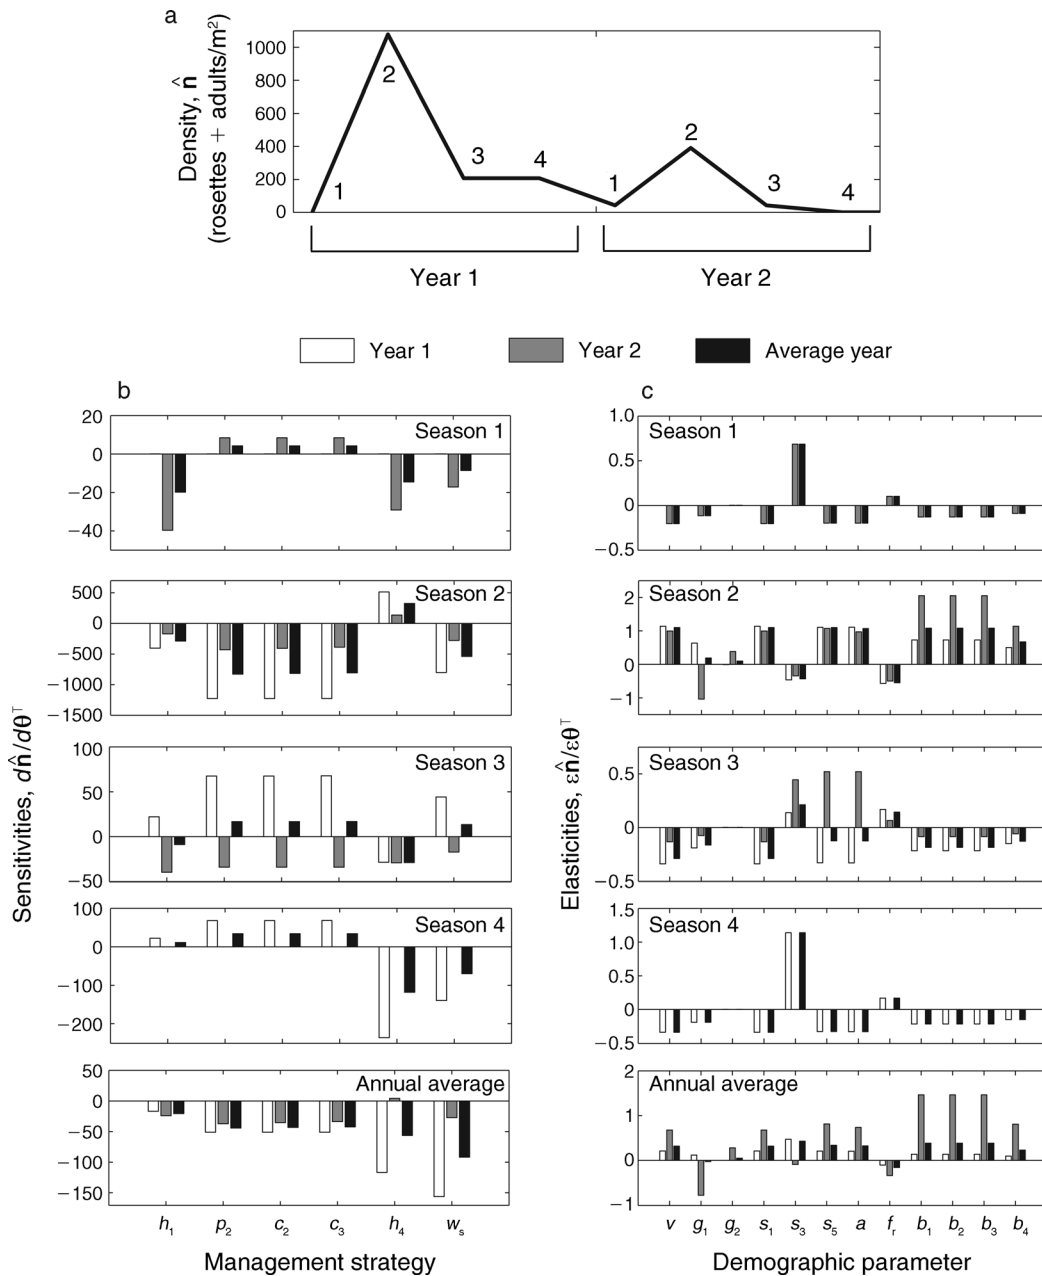 a
Density, n̂
(rosettes + adults/m²)
1000
800
600
400
200
0
1
2
3
4
1
2
3
4
Year 1
Year 2
Year 1
Year 2
Average year
b
Sensitivities, dn̂/dθᵀ
20
0
−20
−40
Season 1
500
0
−500
−1000
−1500
Season 2
100
50
0
−50
Season 3
100
0
−100
−200
Season 4
50
0
−50
−100
−150
Annual average
h₁ p₂ c₂ c₃ h₄ wₛ
Management strategy
c
Elasticities, εn̂/εθᵀ
1.0
0.5
0
−0.5
Season 1
2
1
0
−1
Season 2
0.5
0
−0.5
Season 3
1.5
1.0
0.5
0
−0.5
Season 4
2
1
0
−1
Annual average
v g₁ g₂ s₁ s₃ s₅ a fᵣ b₁ b₂ b₃ b₄
Demographic parameter